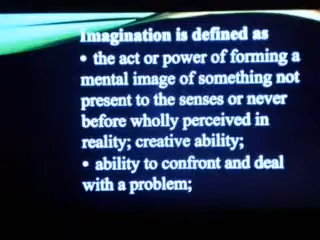 Imagination is defined as
• the act or power of forming a
mental image of something not
present to the senses or never
before wholly perceived in
reality; creative ability;
• ability to confront and deal
with a problem;